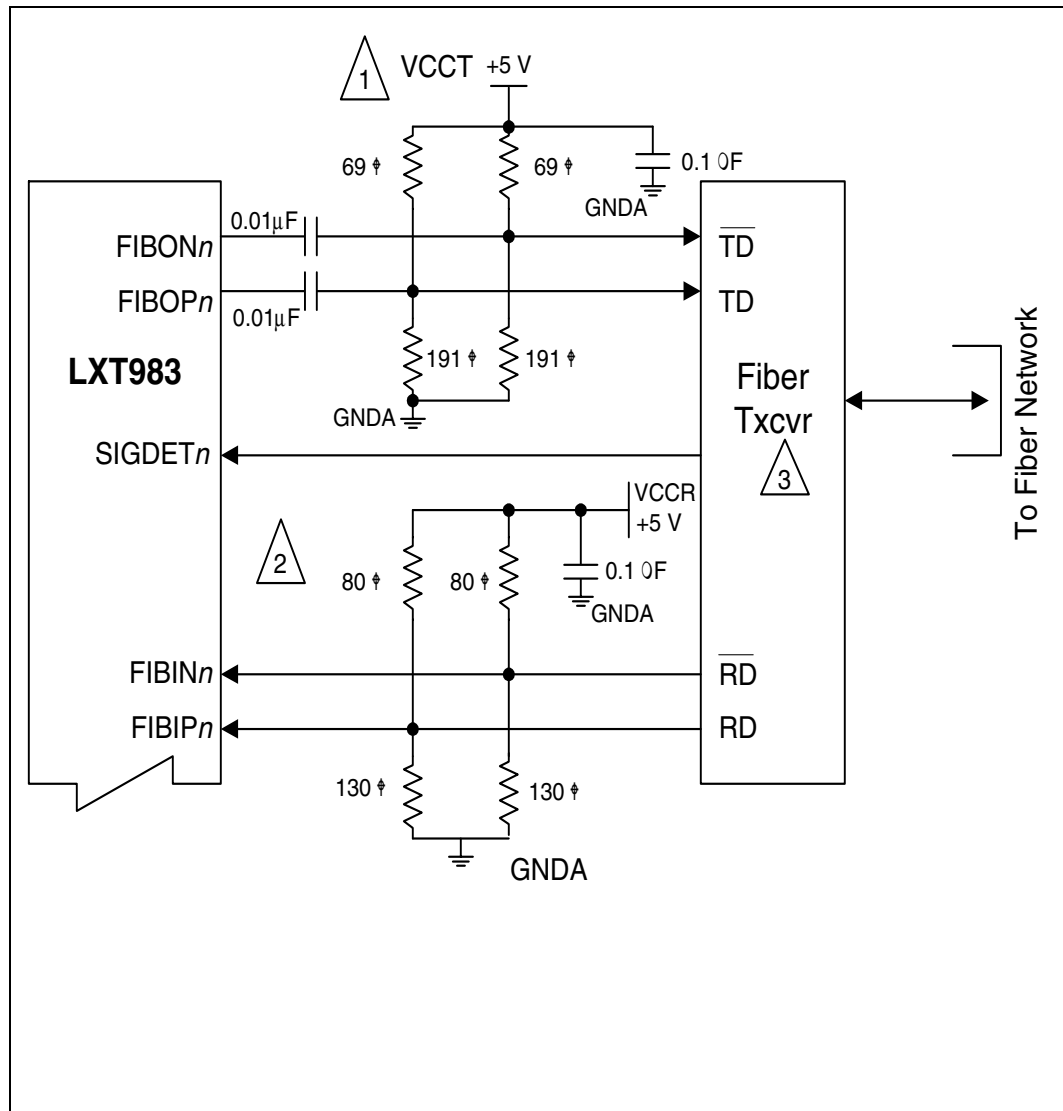 1
VCCT +5 V
69 ⌽
69 ⌽
0.1 ()F
GNDA
0.01µF
FIBONn
TD
FIBOPn
TD
0.01µF
LXT983
191 ⌽
191 ⌽
Fiber
Txcvr
GNDA
SIGDETn
3
To Fiber Network
VCCR
+5 V
2
80 ⌽
80 ⌽
0.1 ()F
GNDA
FIBINn
RD
FIBIPn
RD
130 ⌽
130 ⌽
GNDA